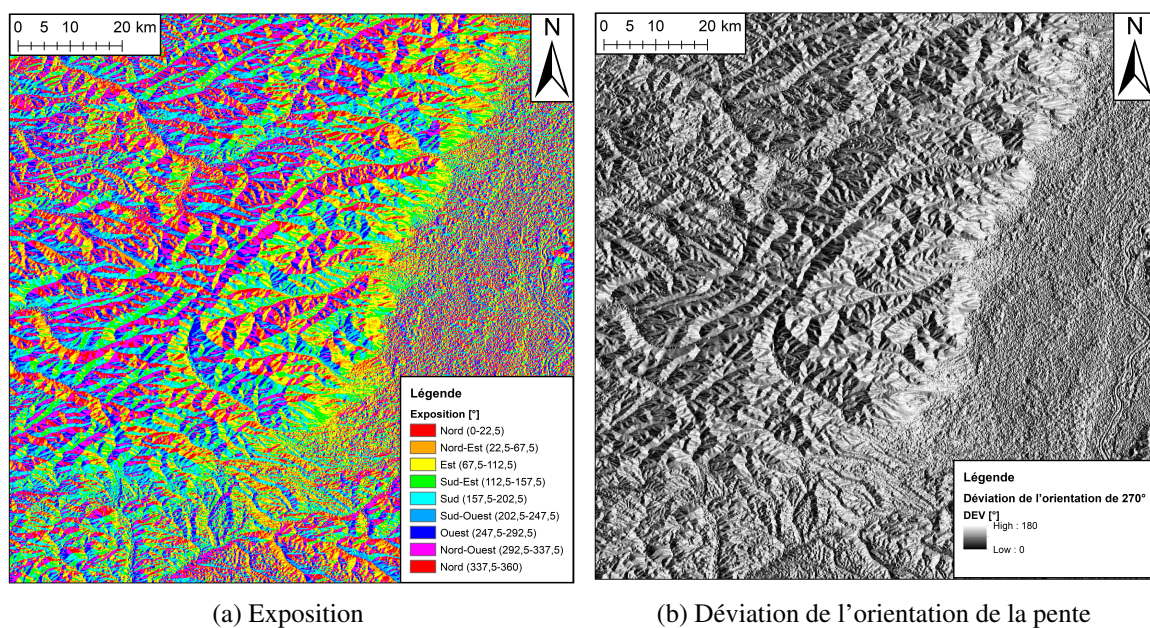 0 5 10 20 km
N
Légende
Exposition [°]
Nord (0-22,5)
Nord-Est (22,5-67,5)
Est (67,5-112,5)
Sud-Est (112,5-157,5)
Sud (157,5-202,5)
Sud-Ouest (202,5-247,5)
Ouest (247,5-292,5)
Nord-Ouest (292,5-337,5)
Nord (337,5-360)
(a) Exposition
0 5 10 20 km
N
Légende
Déviation de l'orientation de 270°
DEV [°]
High : 180
Low : 0
(b) Déviation de l'orientation de la pente